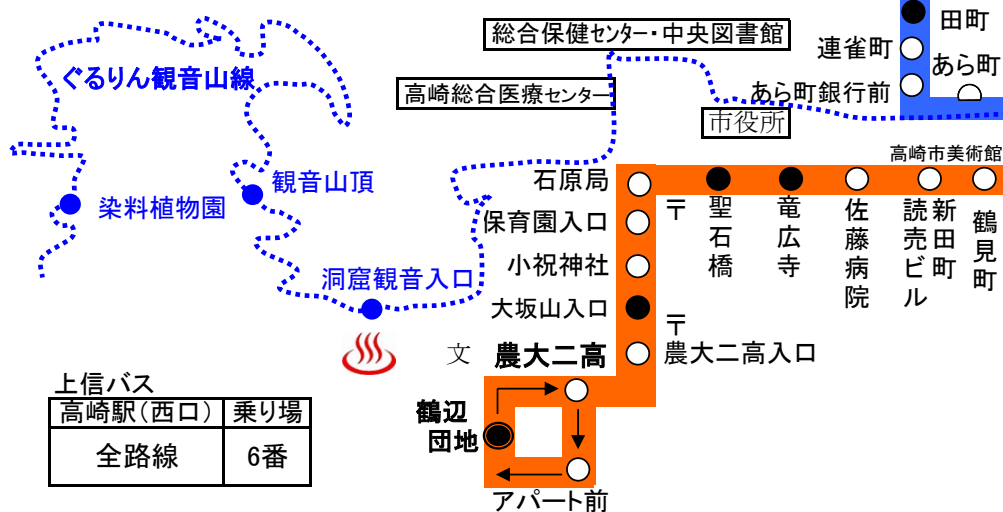 田町
総合保健センター・中央図書館
連雀町
あら町
ぐるりん観音山線
高崎総合医療センター
あら町銀行前
市役所
高崎市美術館
石原局
観音山頂
染料植物園
〒
聖石橋
竜広寺
佐藤病院
読売ビル
新田町
鶴見町
保育園入口
小祝神社
洞窟観音入口
大坂山入口
〒
文
農大二高
農大二高入口
上信バス
高崎駅(西口) 乗り場
全路線 6番
鶴辺
団地
アパート前